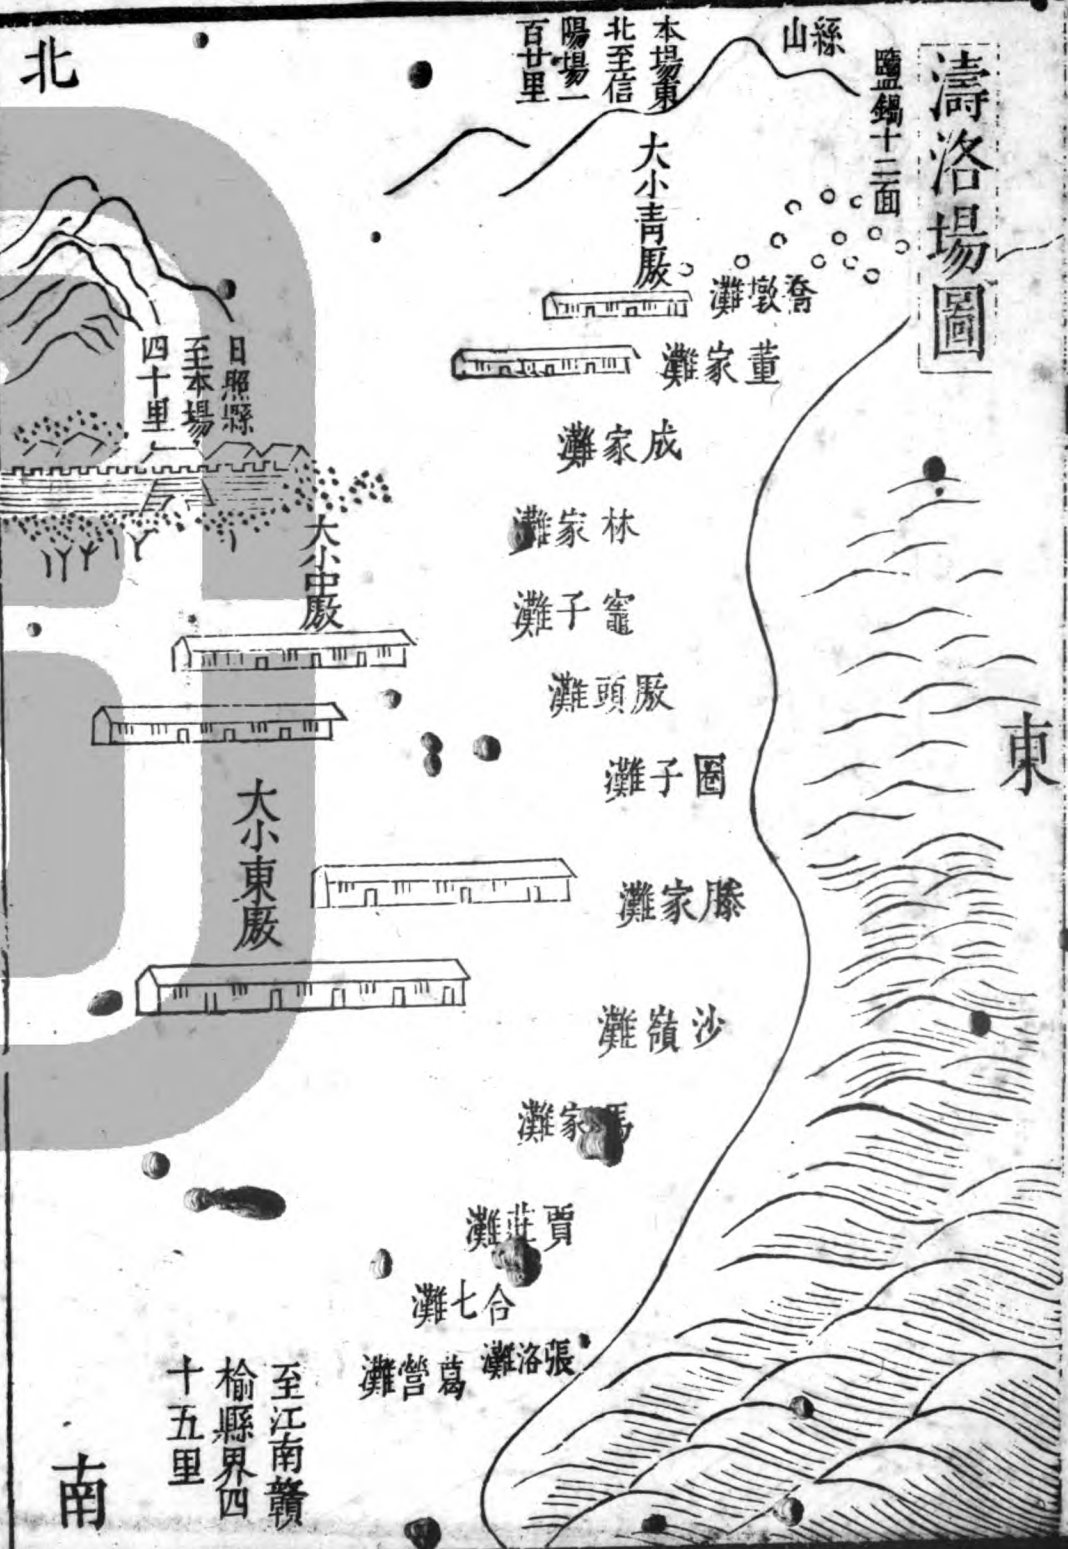 濤洛場圖
鹽鍋十二面
絲山
本場東
北至信
陽場一
百廿里
北
大小青厫
喬墩灘
董家灘
成家灘
林家灘
竈子灘
厫頭灘
圈子灘
滕家灘
沙嶺灘
馬家灘
賈莊灘
合七灘
張洛灘
葛營灘
東
日照縣
至本場
四十里
大小中厫
大小東厫
至江南贛
榆縣界四
十五里
南